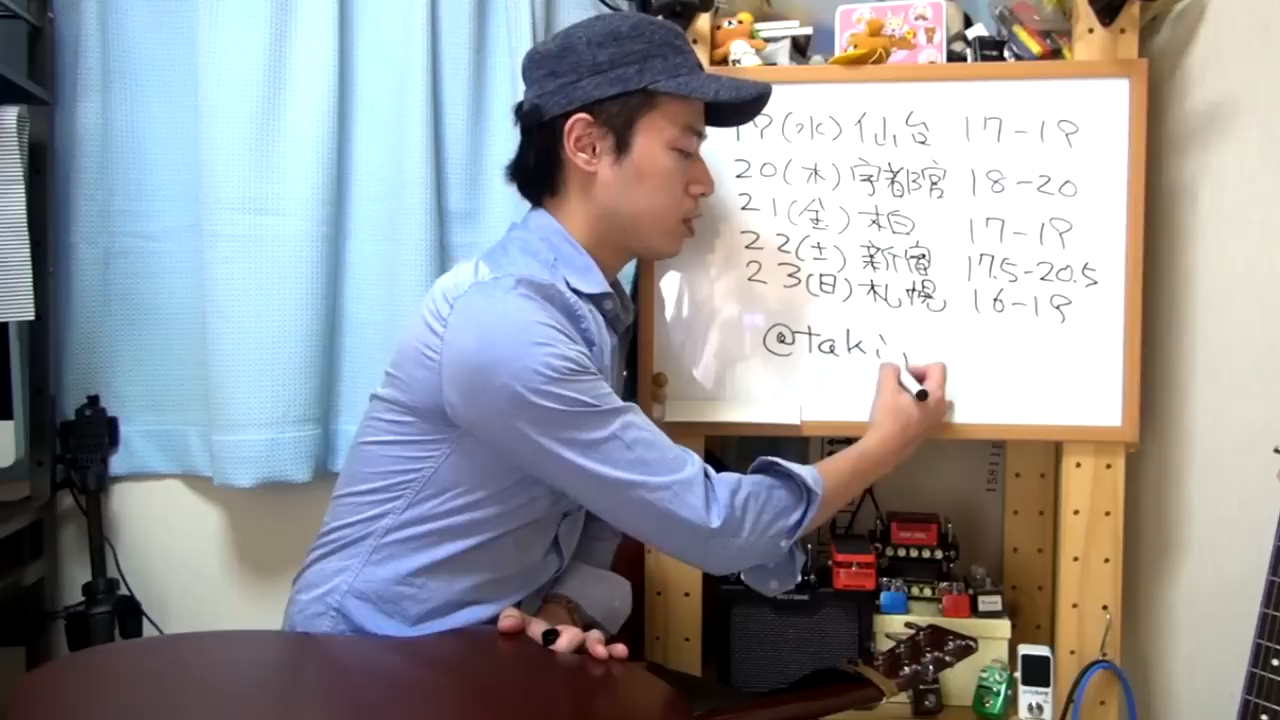 19(水) 仙台 17-19
20(木) 宇都宮 18-20
21(金) 柏 17-19
22(土) 新宿 17.5-20.5
23(日) 札幌 16-19
@taki
15811F